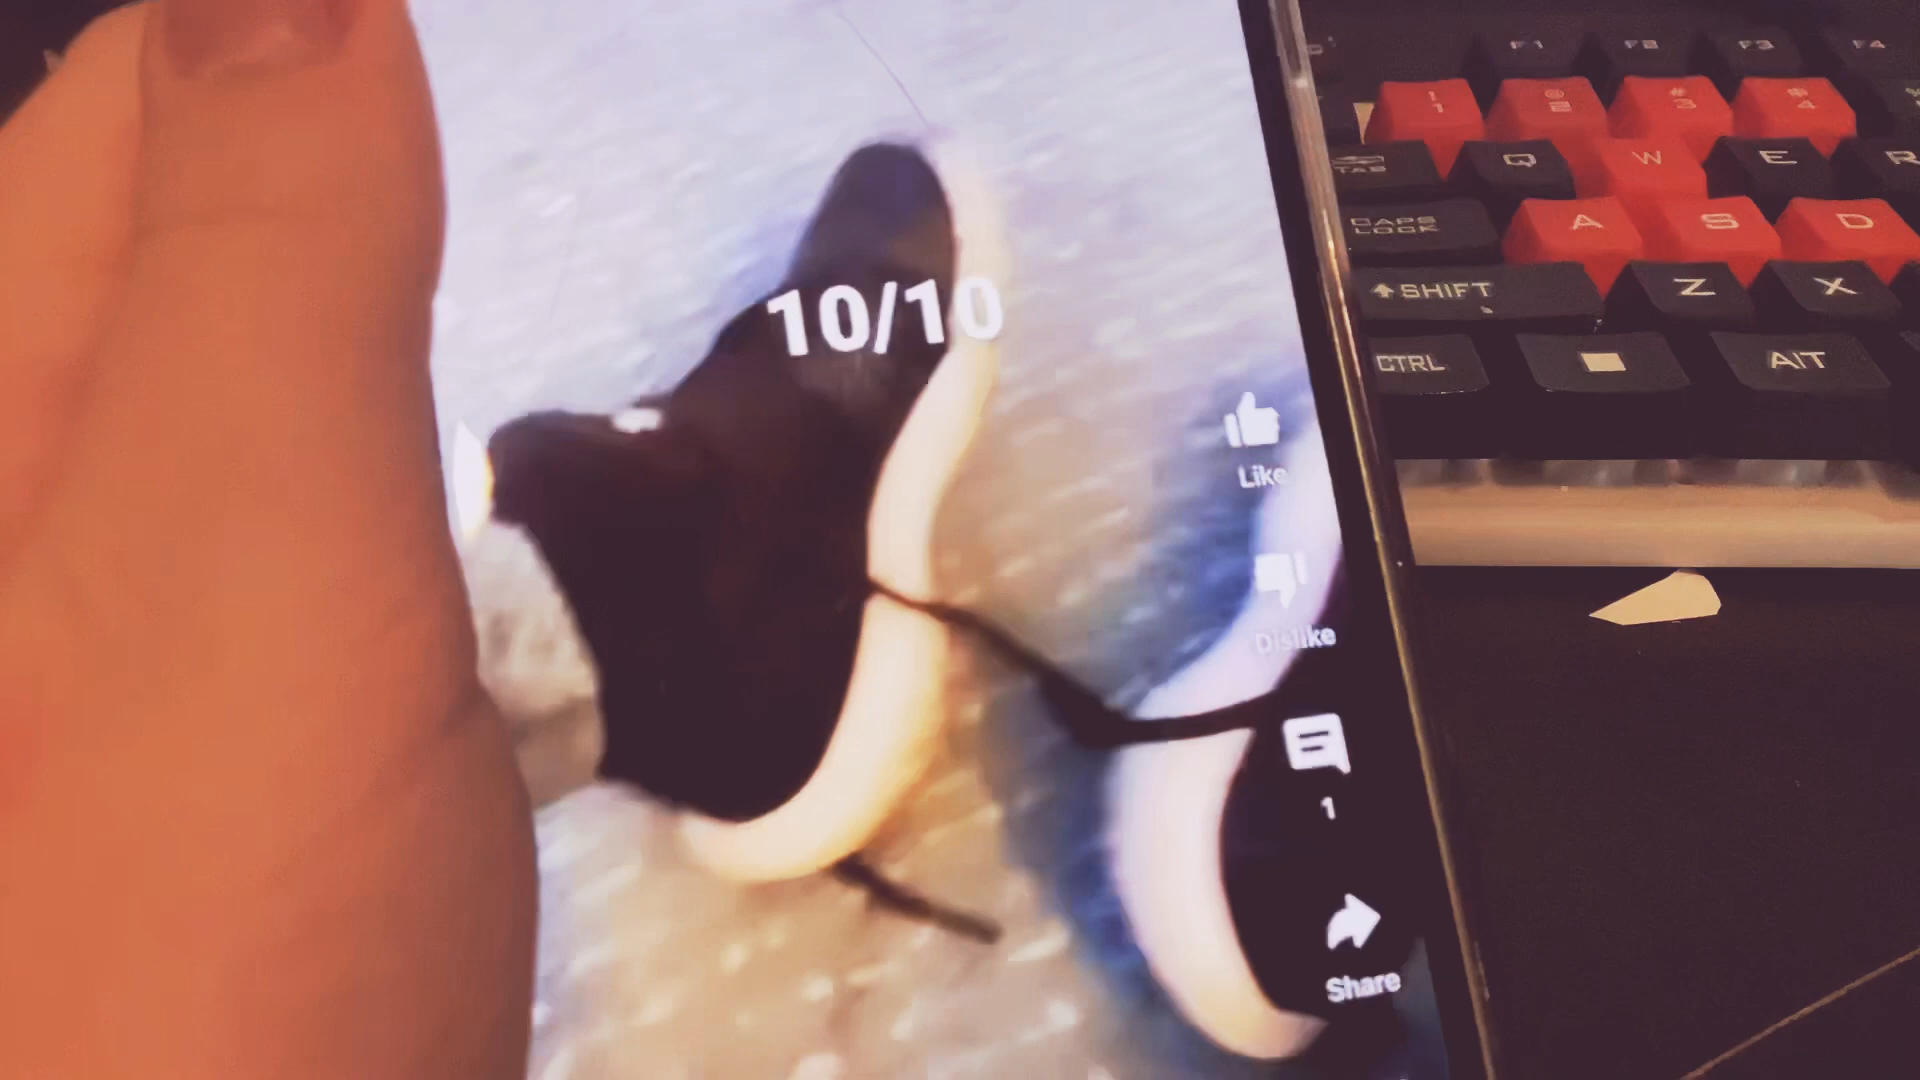 10/10
Like
Dislike
1
Share
F1 F2 F3 F4
! 1 @ 2 # 3 $ 4
TAB Q W E R
CAPS LOCK A S D
SHIFT Z X
CTRL ALT